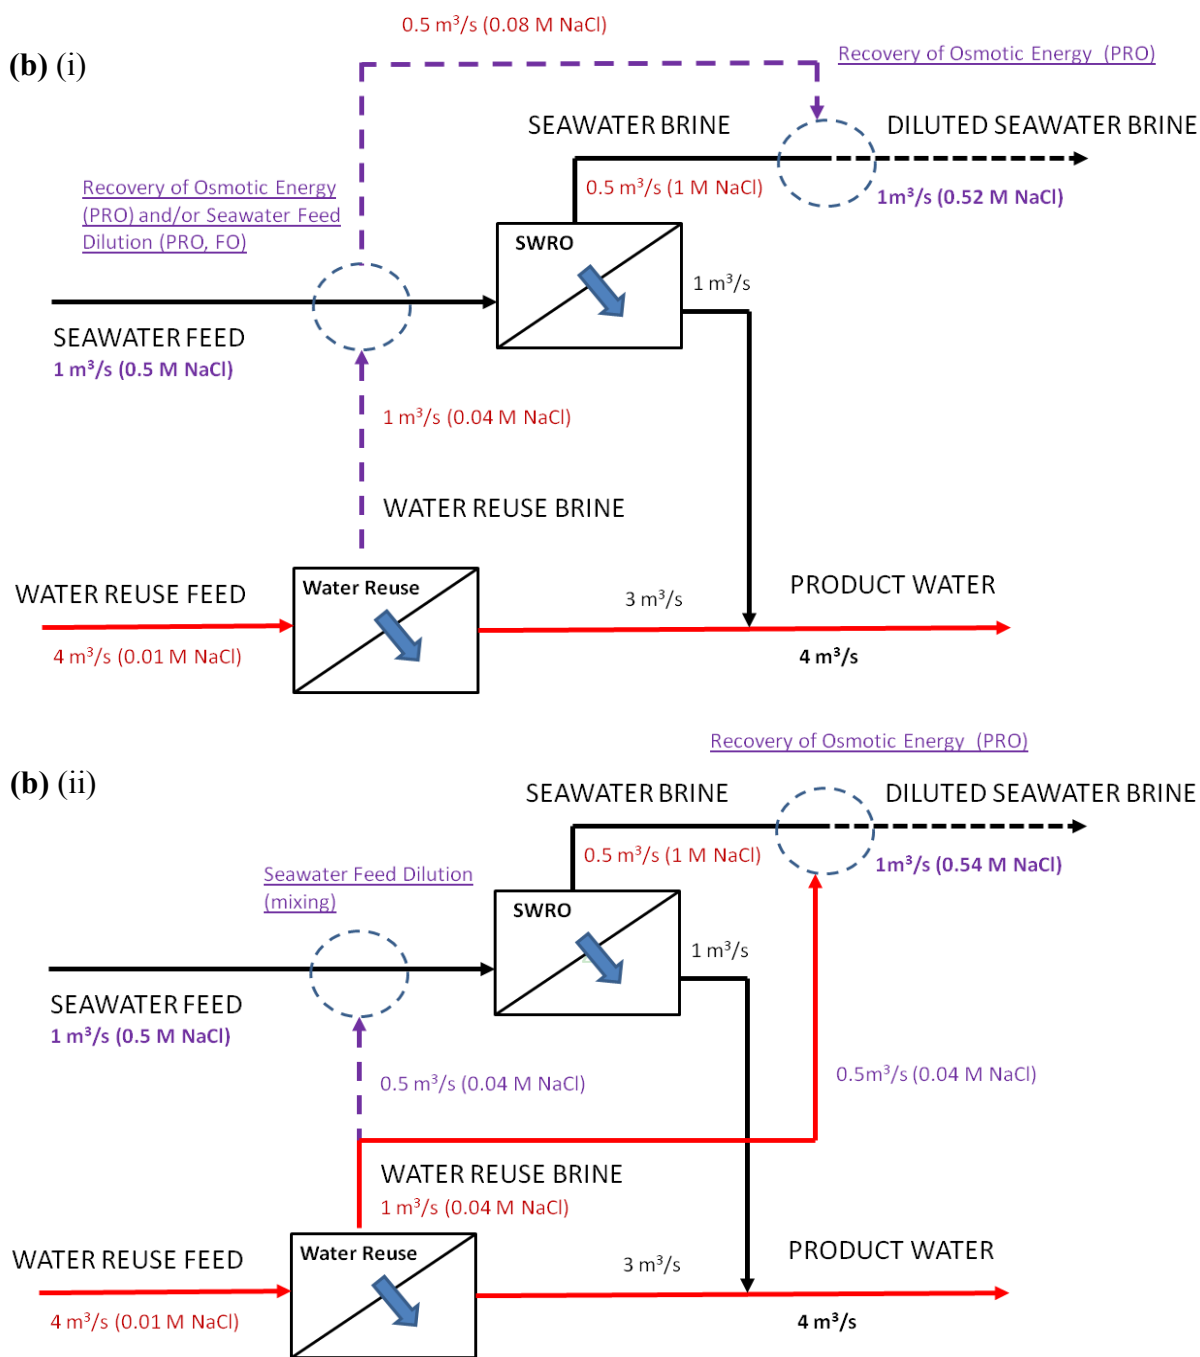 0.5 m³/s (0.08 M NaCl)
(b) (i)
Recovery of Osmotic Energy (PRO)
SEAWATER BRINE
DILUTED SEAWATER BRINE
0.5 m³/s (1 M NaCl)
1m³/s (0.52 M NaCl)
Recovery of Osmotic Energy
(PRO) and/or Seawater Feed
Dilution (PRO, FO)
SWRO
1 m³/s
SEAWATER FEED
1 m³/s (0.5 M NaCl)
1 m³/s (0.04 M NaCl)
WATER REUSE BRINE
WATER REUSE FEED
Water Reuse
3 m³/s
PRODUCT WATER
4 m³/s (0.01 M NaCl)
4 m³/s
Recovery of Osmotic Energy (PRO)
(b) (ii)
SEAWATER BRINE
DILUTED SEAWATER BRINE
0.5 m³/s (1 M NaCl)
1m³/s (0.54 M NaCl)
Seawater Feed Dilution
(mixing)
SWRO
1 m³/s
SEAWATER FEED
1 m³/s (0.5 M NaCl)
0.5 m³/s (0.04 M NaCl)
0.5m³/s (0.04 M NaCl)
WATER REUSE BRINE
1 m³/s (0.04 M NaCl)
WATER REUSE FEED
Water Reuse
3 m³/s
PRODUCT WATER
4 m³/s (0.01 M NaCl)
4 m³/s